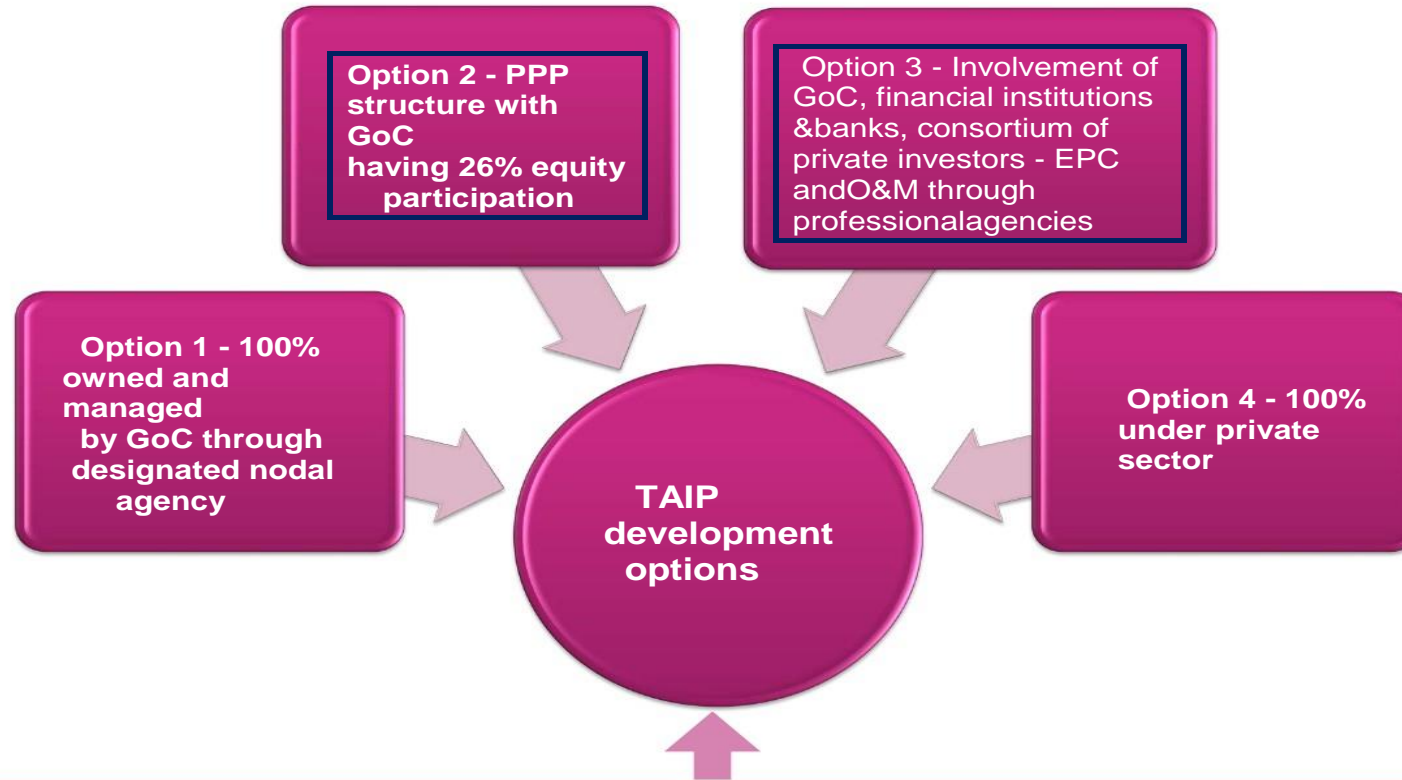 Option 1 - 100%
owned and
managed
by GoC through
designated nodal
agency
Option 2 - PPP
structure with
GoC
having 26% equity
participation
Option 3 - Involvement of
GoC, financial institutions
&banks, consortium of
private investors - EPC
andO&M through
professionalagencies
Option 4 - 100%
under private
sector
TAIP
development
options